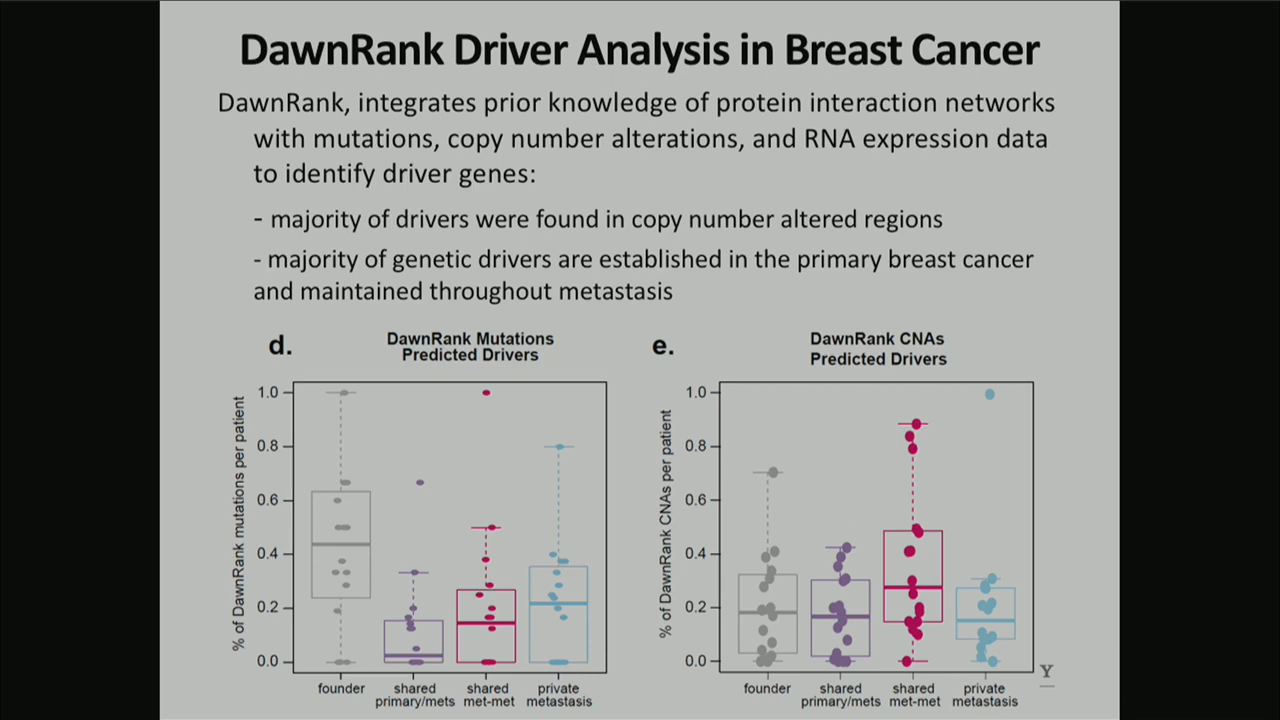 DawnRank Driver Analysis in Breast Cancer
DawnRank, integrates prior knowledge of protein interaction networks
with mutations, copy number alterations, and RNA expression data
to identify driver genes:
- majority of drivers were found in copy number altered regions
- majority of genetic drivers are established in the primary breast cancer
and maintained throughout metastasis
d.
DawnRank Mutations
Predicted Drivers
% of DawnRank mutations per patient
1.0
0.8
0.6
0.4
0.2
0.0
founder
shared
primary/mets
shared
met-met
private
metastasis
e.
DawnRank CNAs
Predicted Drivers
% of DawnRank CNAs per patient
1.0
0.8
0.6
0.4
0.2
0.0
founder
shared
primary/mets
shared
met-met
private
metastasis
Y